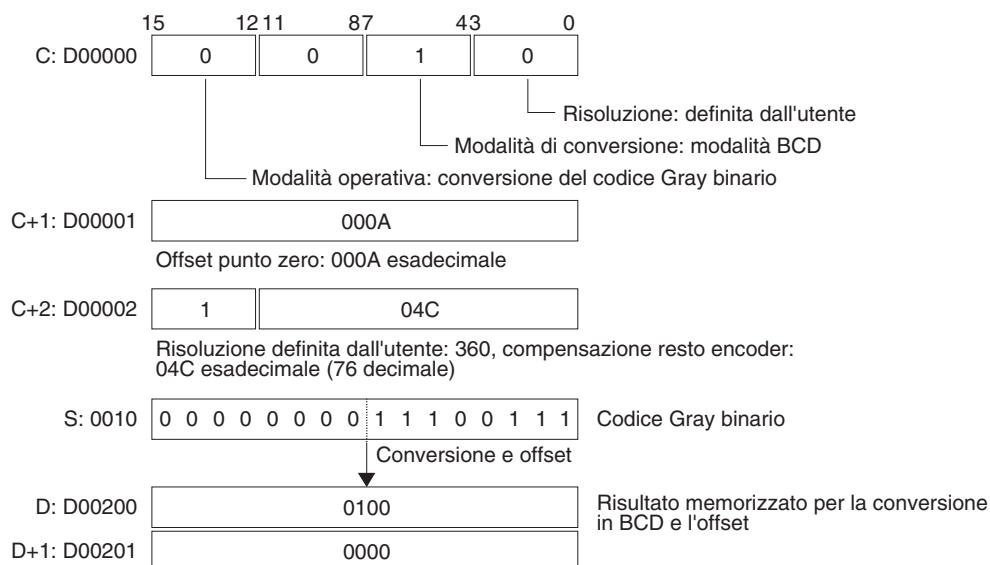 15 12 11 87 43 0
C: D00000 0 0 1 0
Risoluzione: definita dall'utente
Modalità di conversione: modalità BCD
Modalità operativa: conversione del codice Gray binario
C+1: D00001 000A
Offset punto zero: 000A esadecimale
C+2: D00002 1 04C
Risoluzione definita dall'utente: 360, compensazione resto encoder:
04C esadecimale (76 decimale)
S: 0010 0 0 0 0 0 0 0 0 1 1 1 0 0 1 1 1 Codice Gray binario
Conversione e offset
D: D00200 0100 Risultato memorizzato per la conversione
in BCD e l'offset
D+1: D00201 0000